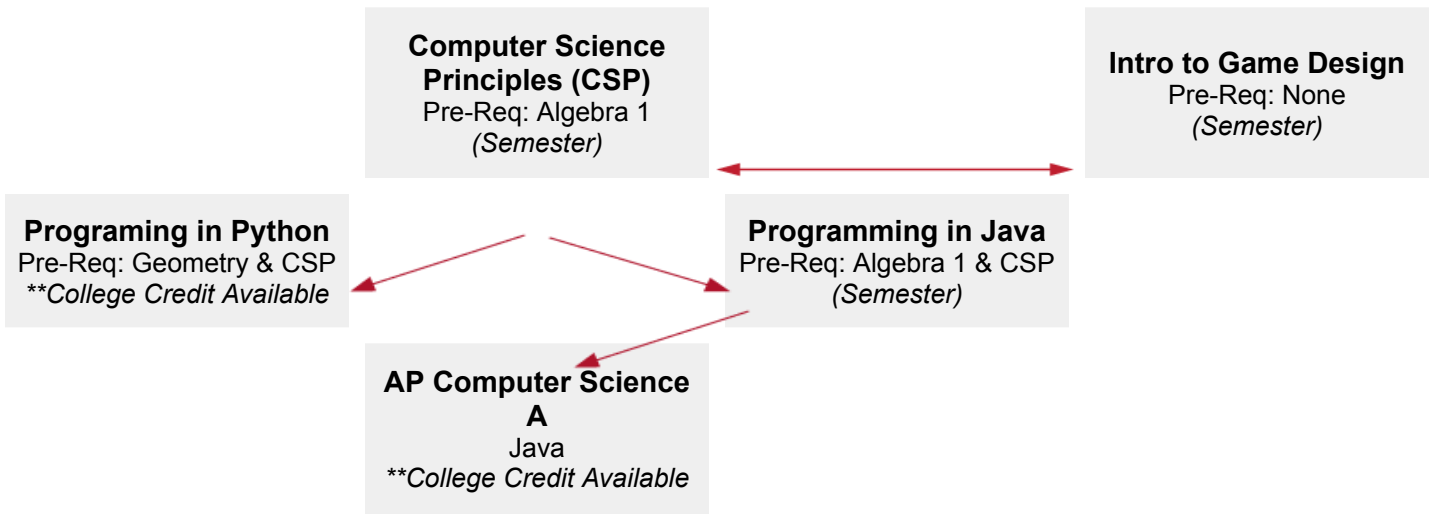 Computer Science
Principles (CSP)
Pre-Req: Algebra 1
(Semester)
Intro to Game Design
Pre-Req: None
(Semester)
Programing in Python
Pre-Req: Geometry & CSP
**College Credit Available
Programming in Java
Pre-Req: Algebra 1 & CSP
(Semester)
AP Computer Science
A
Java
**College Credit Available